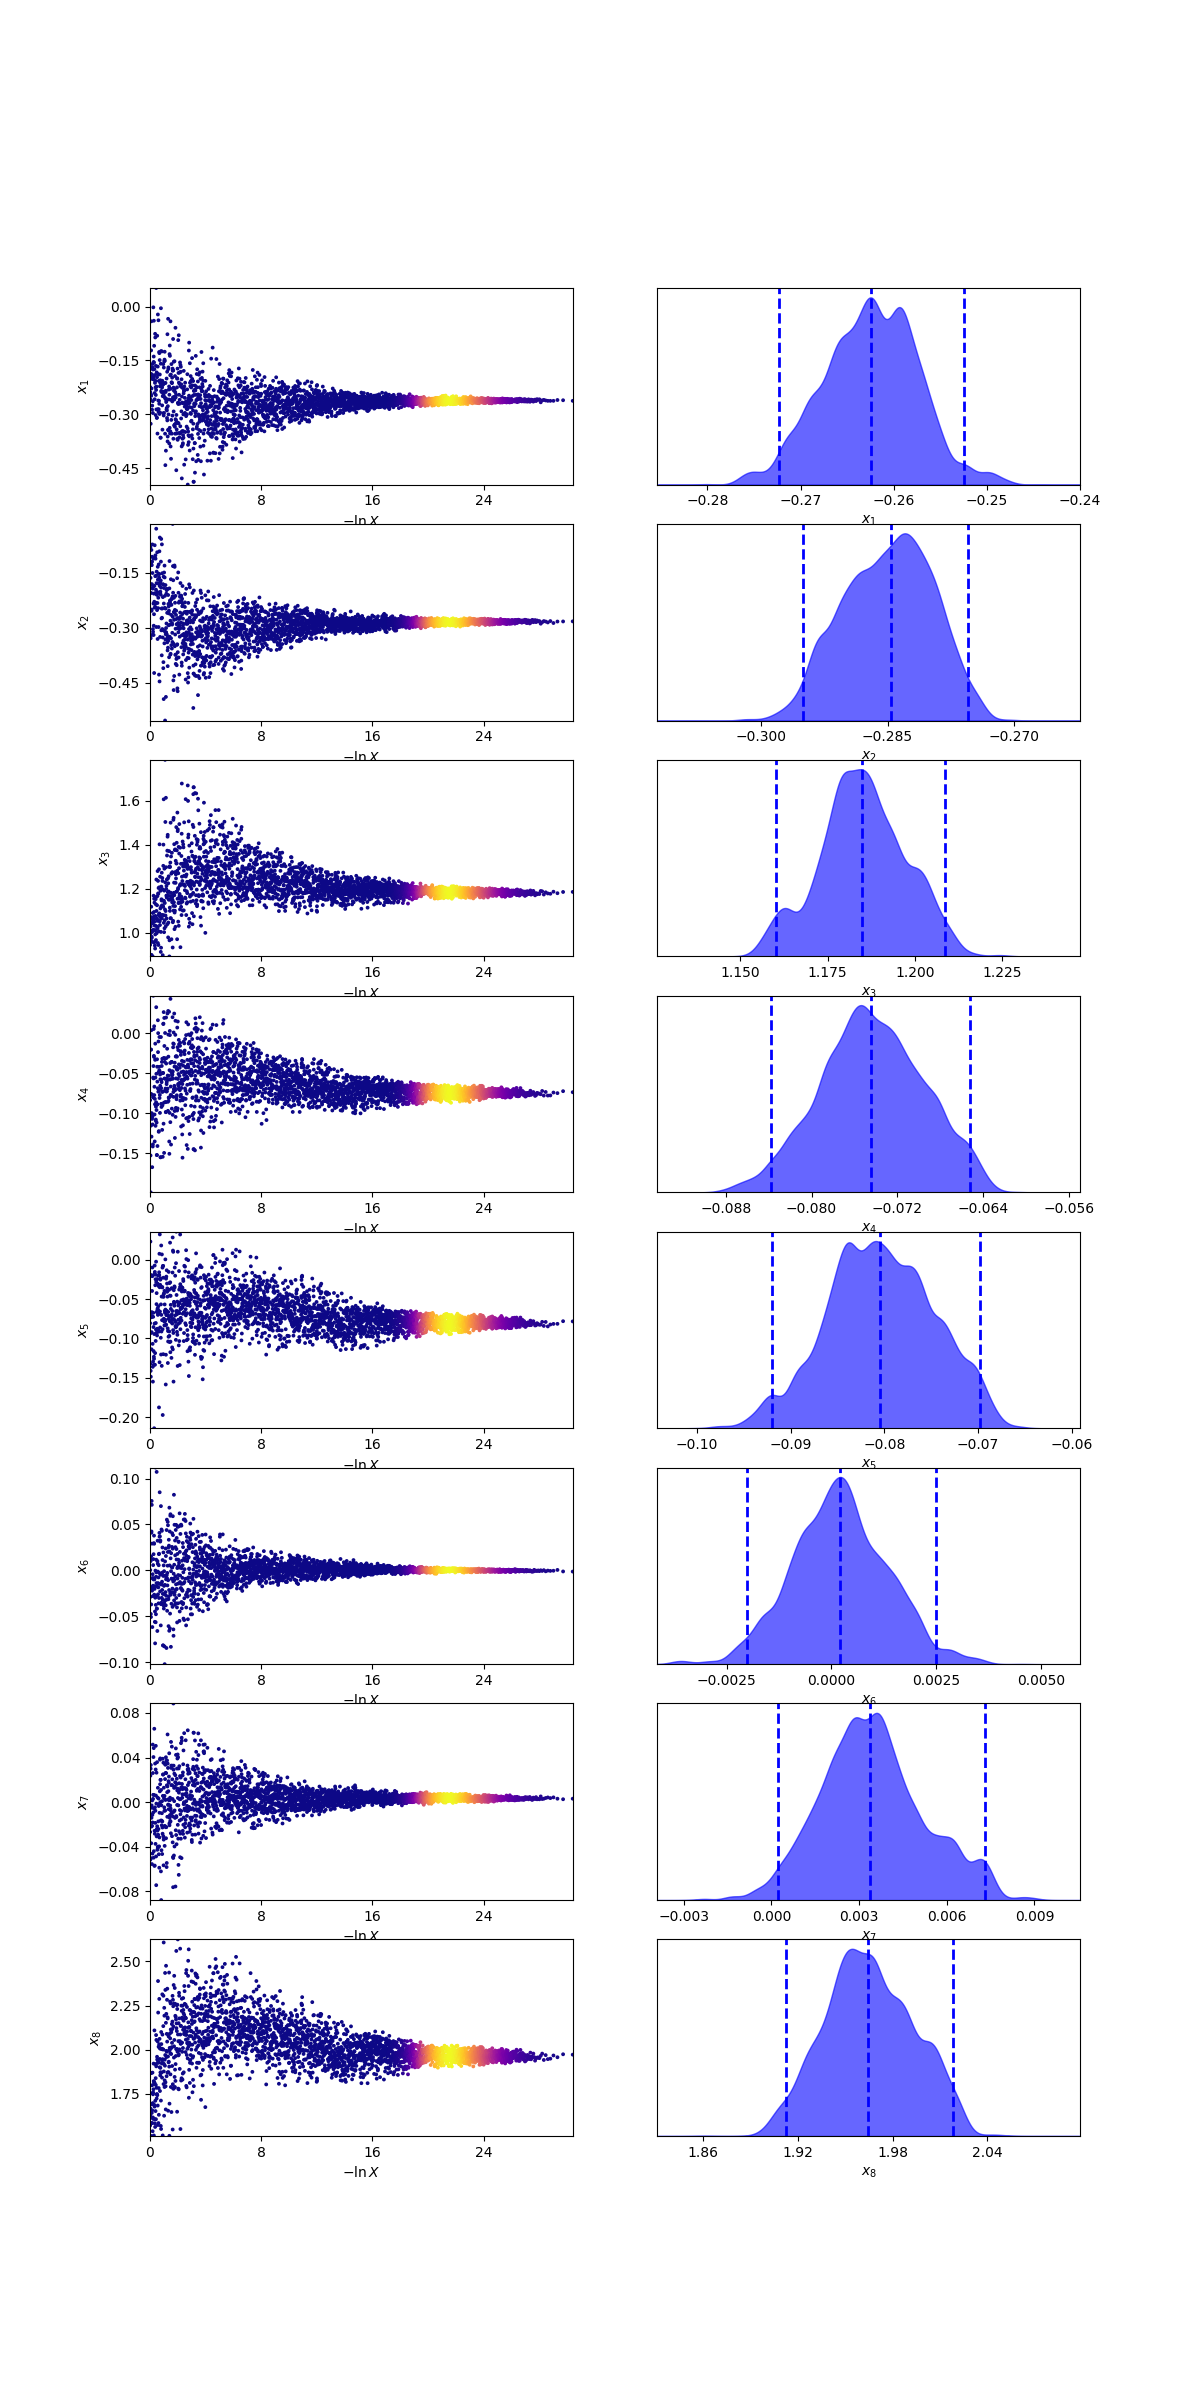 0.00
−0.15
−0.30
−0.45
x₁
0 8 16 24
−ln X
−0.28 −0.27 −0.26 −0.25 −0.24
x₁
−0.15
−0.30
−0.45
x₂
0 8 16 24
−ln X
−0.300 −0.285 −0.270
x₂
1.6
1.4
1.2
1.0
x₃
0 8 16 24
−ln X
1.150 1.175 1.200 1.225
x₃
0.00
−0.05
−0.10
−0.15
x₄
0 8 16 24
−ln X
−0.088 −0.080 −0.072 −0.064 −0.056
x₄
0.00
−0.05
−0.10
−0.15
−0.20
x₅
0 8 16 24
−ln X
−0.10 −0.09 −0.08 −0.07 −0.06
x₅
0.10
0.05
0.00
−0.05
−0.10
x₆
0 8 16 24
−ln X
−0.0025 0.0000 0.0025 0.0050
x₆
0.08
0.04
0.00
−0.04
−0.08
x₇
0 8 16 24
−ln X
−0.003 0.000 0.003 0.006 0.009
x₇
2.50
2.25
2.00
1.75
x₈
0 8 16 24
−ln X
1.86 1.92 1.98 2.04
x₈